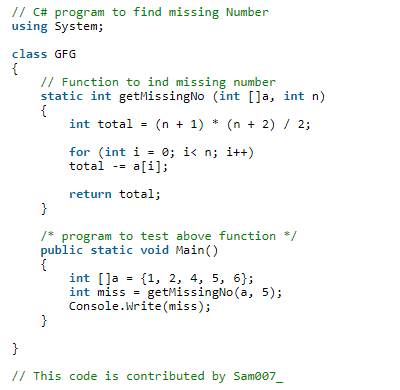 // C# program to find missing Number
using System;

class GFG
{
    // Function to ind missing number
    static int getMissingNo (int []a, int n)
    {
        int total = (n + 1) * (n + 2) / 2;

        for (int i = 0; i< n; i++)
        total -= a[i];

        return total;
    }

    /* program to test above function */
    public static void Main()
    {
        int []a = {1, 2, 4, 5, 6};
        int miss = getMissingNo(a, 5);
        Console.Write(miss);
    }

}

// This code is contributed by Sam007_